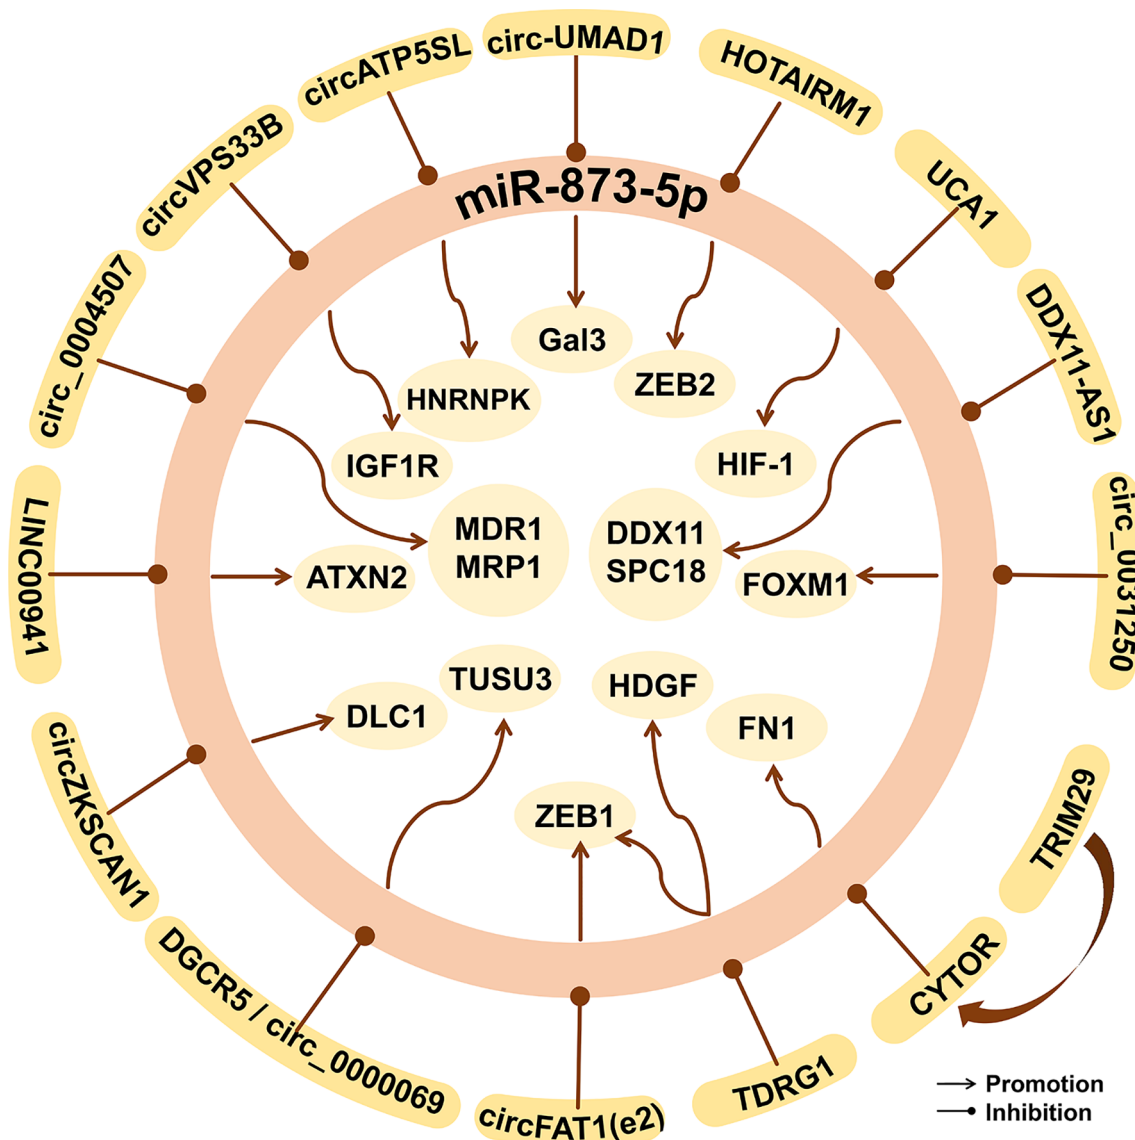 circ-UMAD1
circATP5SL
HOTAIRM1
circVPS33B
UCA1
miR-873-5p
circ_0004507
DDX11-AS1
Gal3
ZEB2
HNRNPK
IGF1R
HIF-1
LINC00941
circ_0031250
MDR1
MRP1
DDX11
SPC18
ATXN2
FOXM1
TUSU3
HDGF
DLC1
FN1
ZEB1
circZKSCAN1
TRIM29
CYTOR
DGCR5 / circ_0000069
TDRG1
circFAT1(e2)
Promotion
Inhibition